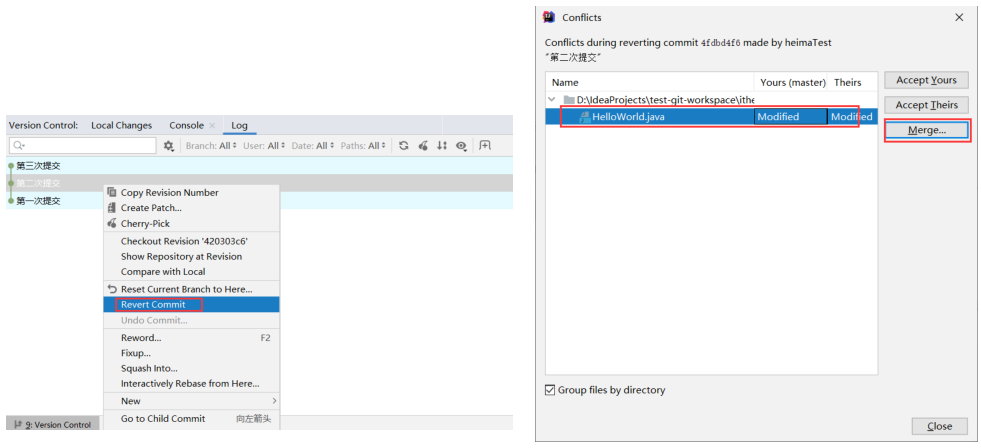 Version Control: Local Changes Console × Log
Branch: All User: All Date: All Paths: All
第三次提交
第二次提交
第一次提交
Copy Revision Number
Create Patch...
Cherry-Pick
Checkout Revision '420303c6'
Show Repository at Revision
Compare with Local
Reset Current Branch to Here...
Revert Commit
Undo Commit...
Reword... F2
Fixup...
Squash Into...
Interactively Rebase from Here...
New
Go to Child Commit 向左箭头
9: Version Control
Conflicts
Conflicts during reverting commit 4fdbd4f6 made by heimaTest
"第二次提交"
Name Yours (master) Theirs
D:\IdeaProjects\test-git-workspace\ithe
HelloWorld.java Modified Modified
Accept Yours
Accept Theirs
Merge...
Group files by directory
Close